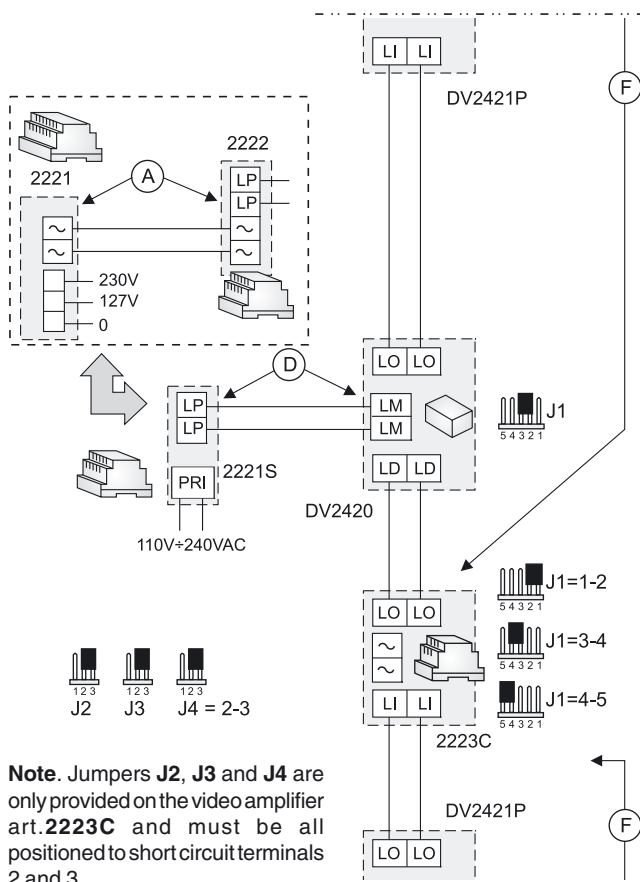 LI LI
DV2421P
F
2221
A
2222
LP
LP
~
~
~
~
230V
127V
0
LO LO
D
LP
LP
LM
LM
J1
5 4 3 2 1
PRI
2221S
LD LD
DV2420
110V÷240VAC
LO LO
~
~
LI LI
2223C
J1=1-2
5 4 3 2 1
J1=3-4
5 4 3 2 1
J1=4-5
5 4 3 2 1
1 2 3
1 2 3
1 2 3
J2 J3 J4 = 2-3
Note. Jumpers J2, J3 and J4 are
only provided on the video amplifier
art.2223C and must be all
positioned to short circuit terminals
2 and 3.
DV2421P
F
LO LO